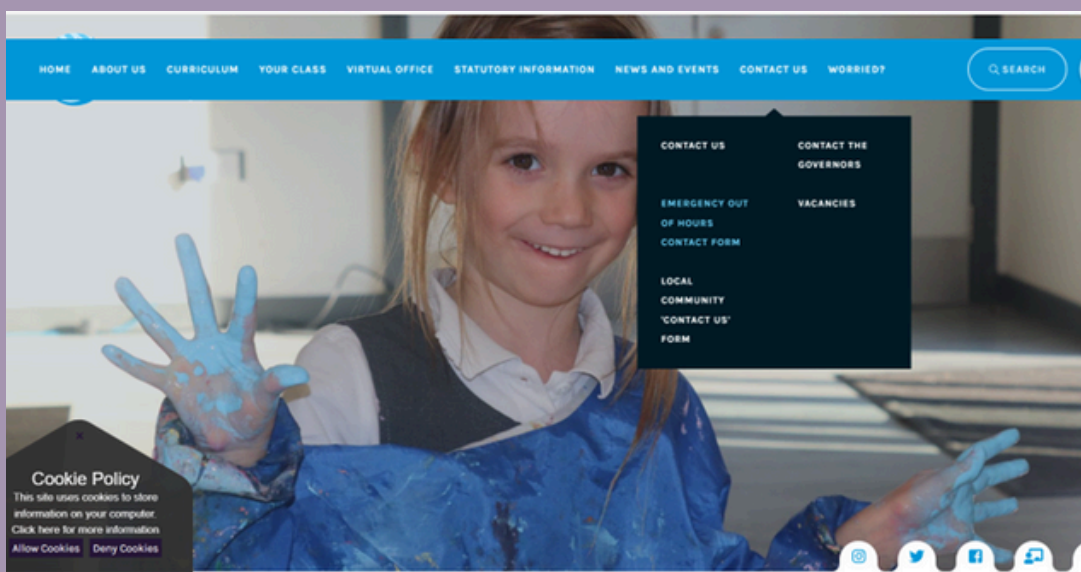 HOME ABOUT US CURRICULUM YOUR CLASS VIRTUAL OFFICE STATUTORY INFORMATION NEWS AND EVENTS CONTACT US WORRIED? SEARCH
CONTACT US
EMERGENCY OUT
OF HOURS
CONTACT FORM
LOCAL
COMMUNITY
'CONTACT US'
FORM
CONTACT THE
GOVERNORS
VACANCIES
×
Cookie Policy
This site uses cookies to store
information on your computer.
Click here for more information
Allow Cookies Deny Cookies